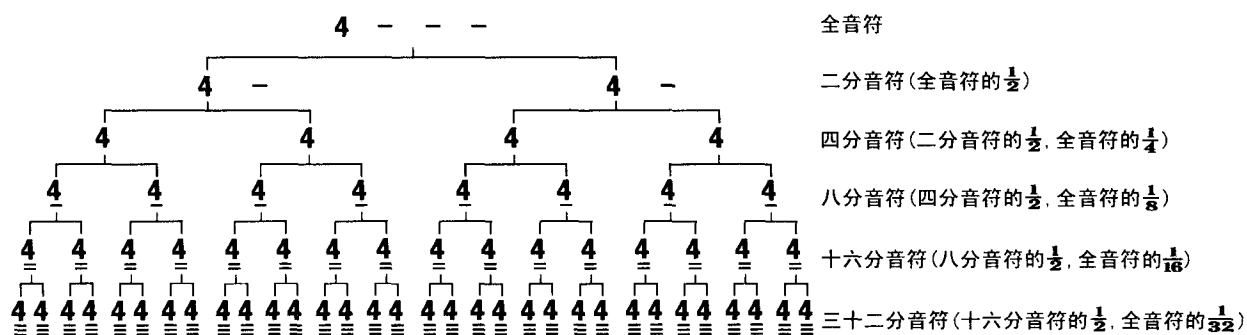 4 - - - 全音符
4 - 4 - 二分音符(全音符的1/2)
4 4 4 4 四分音符(二分音符的1/2, 全音符的1/4)
4 4 4 4 4 4 4 4 八分音符(四分音符的1/2, 全音符的1/8)
4 4 4 4 4 4 4 4 4 4 4 4 4 4 4 4 十六分音符(八分音符的1/2, 全音符的1/16)
4 4 4 4 4 4 4 4 4 4 4 4 4 4 4 4 4 4 4 4 4 4 4 4 4 4 4 4 4 4 4 4 三十二分音符(十六分音符的1/2, 全音符的1/32)